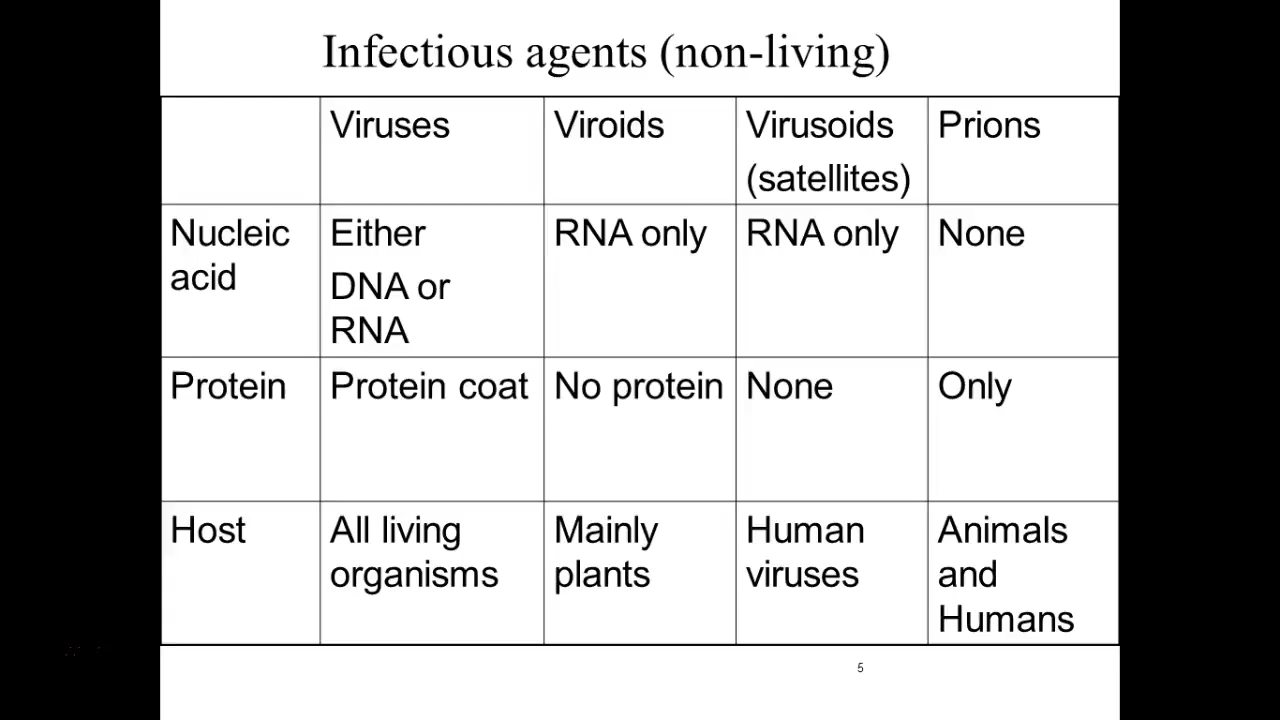 Infectious agents (non-living)
Viruses
Viroids
Virusoids
(satellites)
Prions
Nucleic
acid
Either
DNA or
RNA
RNA only
RNA only
None
Protein
Protein coat
No protein
None
Only
Host
All living
organisms
Mainly
plants
Human
viruses
Animals
and
Humans
5